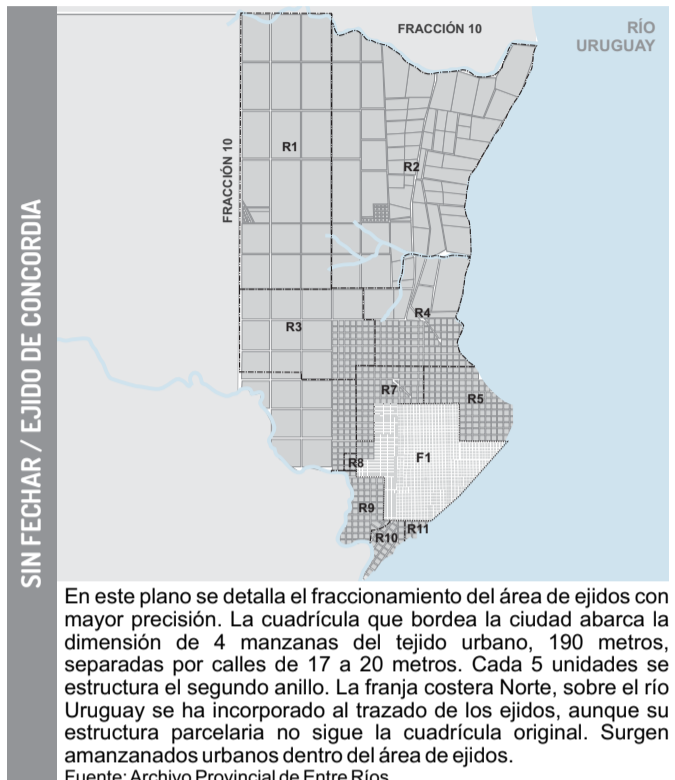 SIN FECHAR / EJIDO DE CONCORDIA
FRACCIÓN 10
RÍO
URUGUAY
FRACCIÓN 10
R1
R2
R3
R4
R7
R5
R8
F1
R9
R10
R11
En este plano se detalla el fraccionamiento del área de ejidos con
mayor precisión. La cuadrícula que bordea la ciudad abarca la
dimensión de 4 manzanas del tejido urbano, 190 metros,
separadas por calles de 17 a 20 metros. Cada 5 unidades se
estructura el segundo anillo. La franja costera Norte, sobre el río
Uruguay se ha incorporado al trazado de los ejidos, aunque su
estructura parcelaria no sigue la cuadrícula original. Surgen
amanzanados urbanos dentro del área de ejidos.
Fuente: Archivo Provincial de Entre Ríos